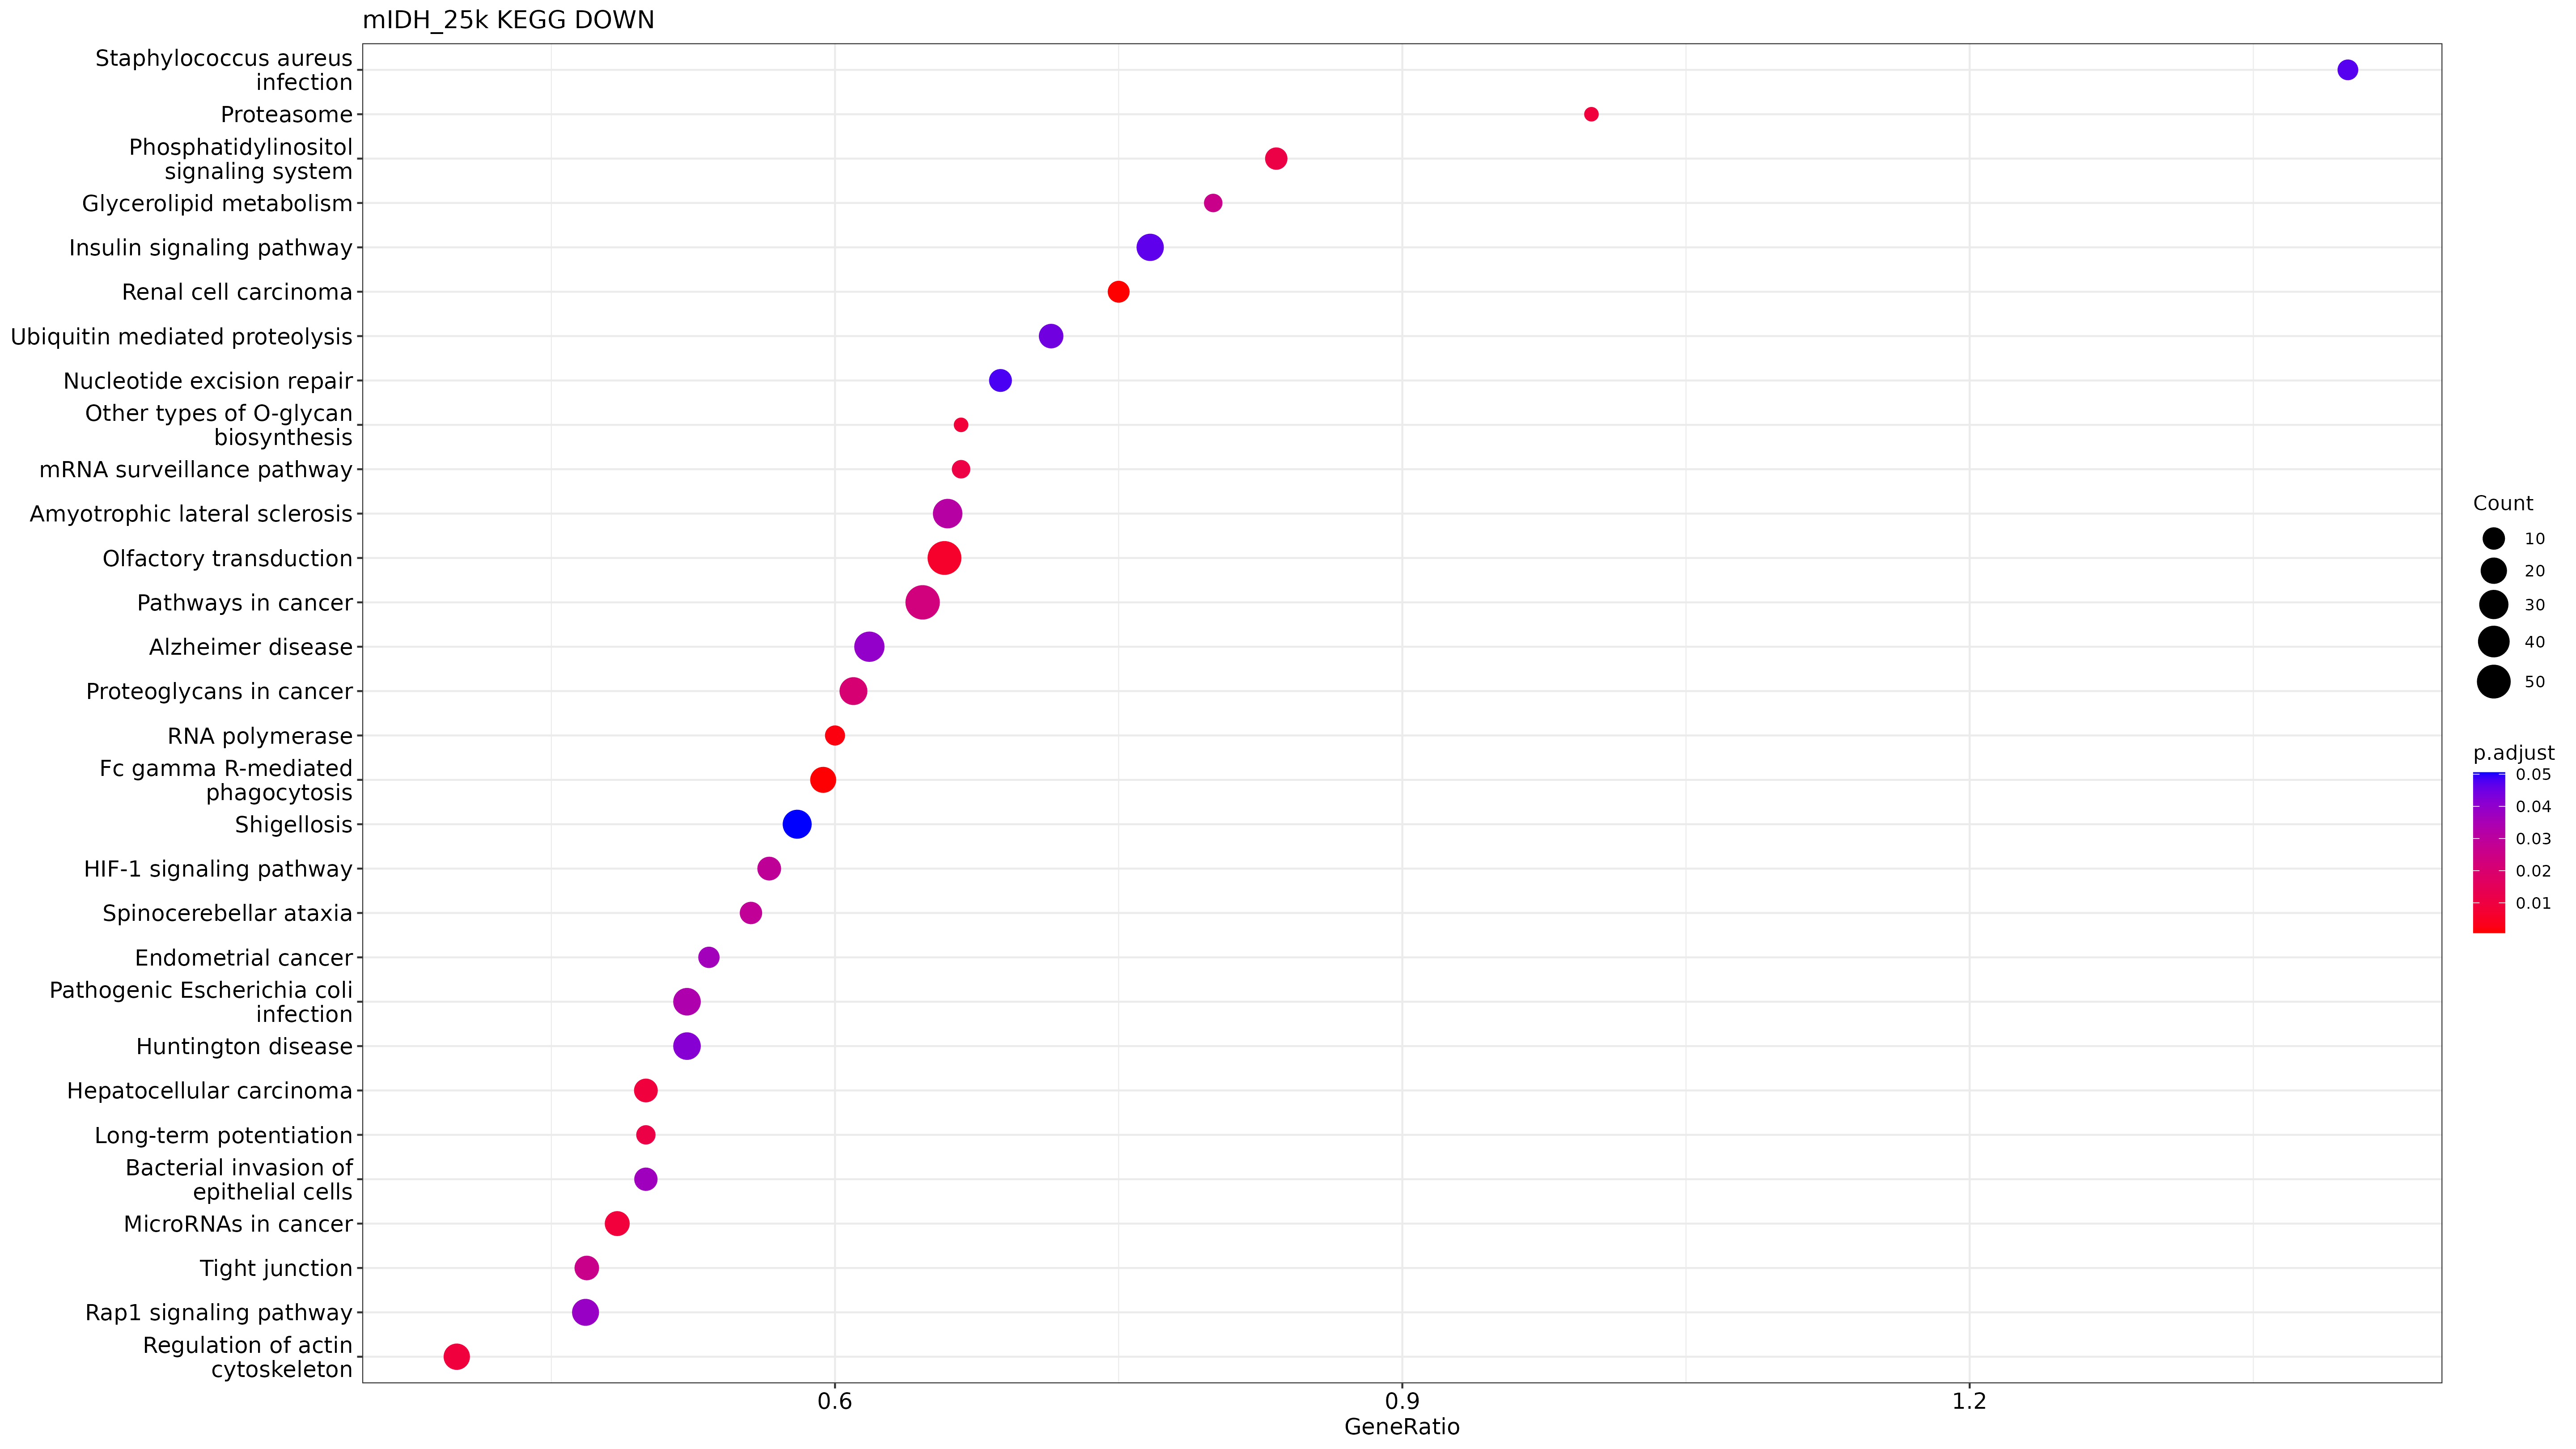 mIDH_25k KEGG DOWN
Staphylococcus aureus
infection
Proteasome
Phosphatidylinositol
signaling system
Glycerolipid metabolism
Insulin signaling pathway
Renal cell carcinoma
Ubiquitin mediated proteolysis
Nucleotide excision repair
Other types of O-glycan
biosynthesis
mRNA surveillance pathway
Amyotrophic lateral sclerosis
Olfactory transduction
Pathways in cancer
Alzheimer disease
Proteoglycans in cancer
RNA polymerase
Fc gamma R-mediated
phagocytosis
Shigellosis
HIF-1 signaling pathway
Spinocerebellar ataxia
Endometrial cancer
Pathogenic Escherichia coli
infection
Huntington disease
Hepatocellular carcinoma
Long-term potentiation
Bacterial invasion of
epithelial cells
MicroRNAs in cancer
Tight junction
Rap1 signaling pathway
Regulation of actin
cytoskeleton
0.6
0.9
1.2
GeneRatio
Count
10
20
30
40
50
p.adjust
0.05
0.04
0.03
0.02
0.01